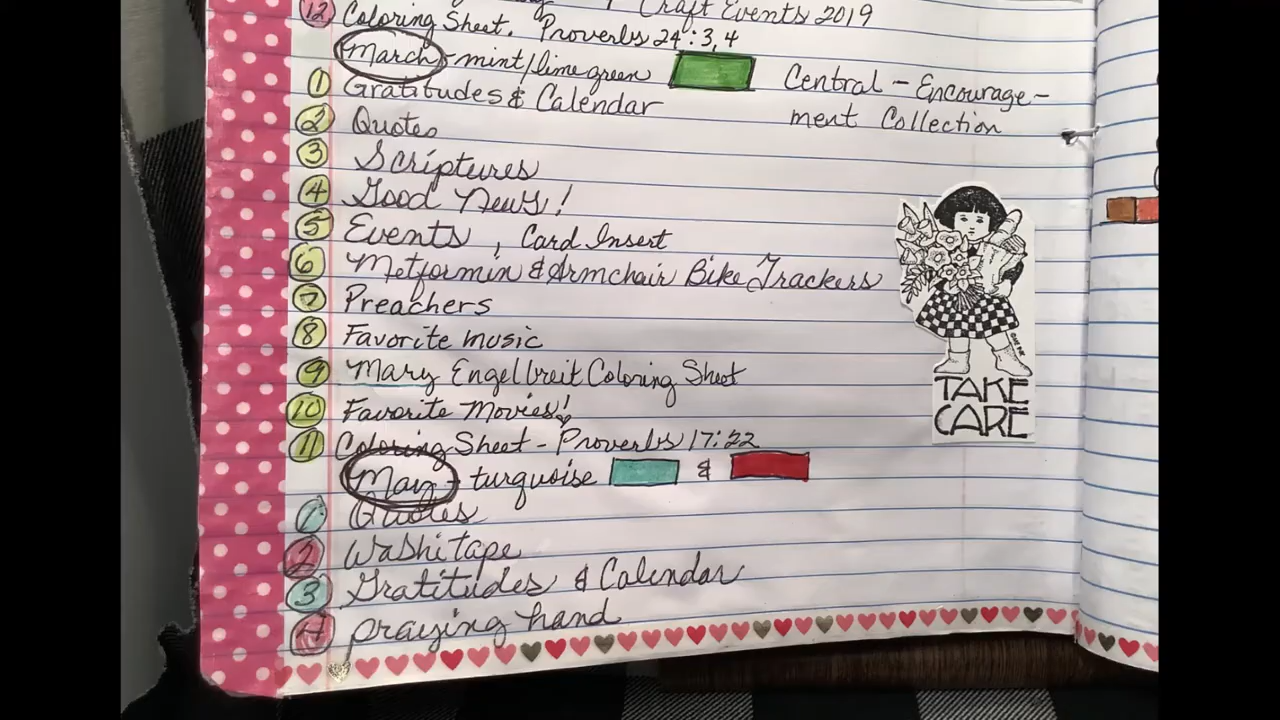 Craft Events 2019
12 Coloring Sheet. Proverbs 24:3,4
March - mint/lime green
Central - Encourage-
ment Collection
1 Gratitudes & Calendar
2 Quotes
3 Scriptures
4 Good News!
5 Events, Card Insert
6 Metformin & Armchair Bike Trackers
7 Preachers
8 Favorite music
9 Mary Engelbreit Coloring Sheet
10 Favorite Movies!
11 Coloring Sheet - Proverbs 17:22
TAKE
CARE
May - turquoise &
1 Quotes
2 Washi tape
3 Gratitudes & Calendar
4 praying hand